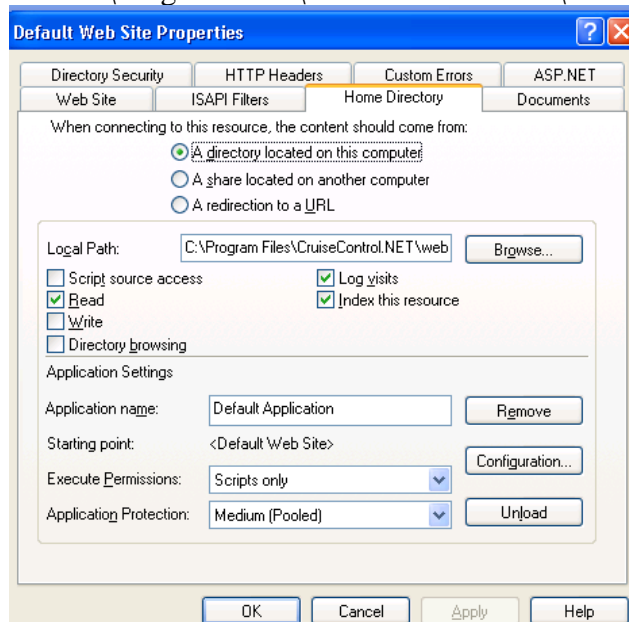 Default Web Site Properties
Directory Security HTTP Headers Custom Errors ASP.NET
Web Site ISAPI Filters Home Directory Documents
When connecting to this resource, the content should come from:
A directory located on this computer
A share located on another computer
A redirection to a URL
Local Path: C:\Program Files\CruiseControl.NET\web Browse...
Script source access Log visits
Read Index this resource
Write
Directory browsing
Application Settings
Application name: Default Application Remove
Starting point: <Default Web Site>
Configuration...
Execute Permissions: Scripts only
Application Protection: Medium (Pooled) Unload
OK Cancel Apply Help